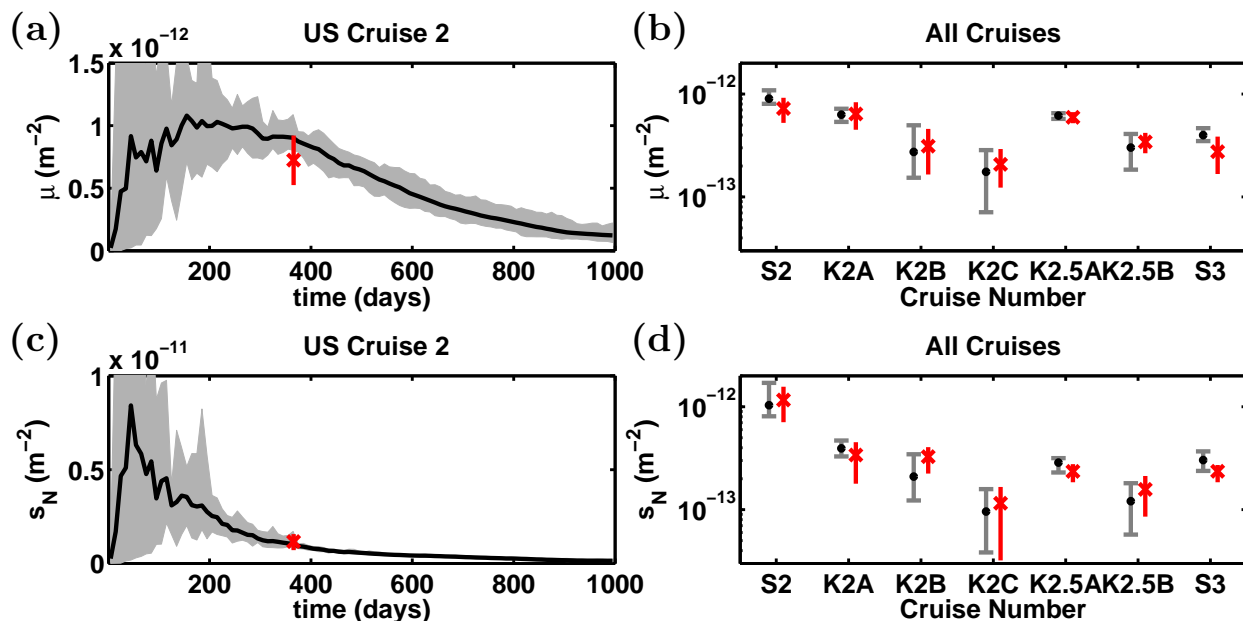 (a)
US Cruise 2
x 10−12
1.5
1
0.5
0
μ (m−2)
200 400 600 800 1000
time (days)
(b)
All Cruises
10−12
10−13
μ (m−2)
S2 K2A K2B K2C K2.5A K2.5B S3
Cruise Number
(c)
US Cruise 2
x 10−11
1
0.5
0
sN (m−2)
200 400 600 800 1000
time (days)
(d)
All Cruises
10−12
10−13
sN (m−2)
S2 K2A K2B K2C K2.5A K2.5B S3
Cruise Number